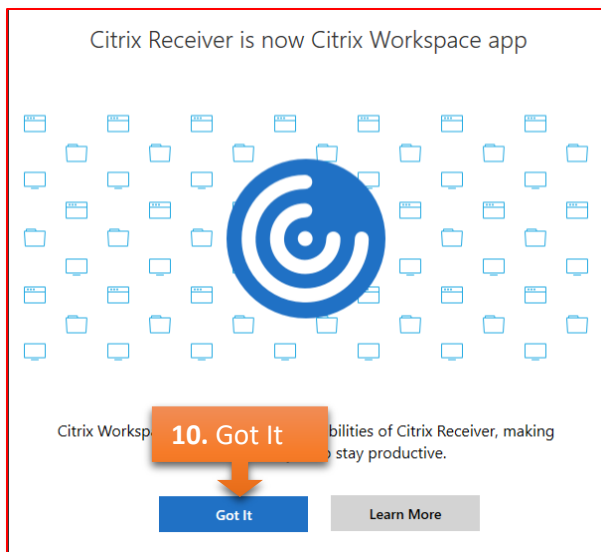 Citrix Receiver is now Citrix Workspace app
Citrix Worksp
bilities of Citrix Receiver, making
10. Got It
stay productive.
Got It
Learn More